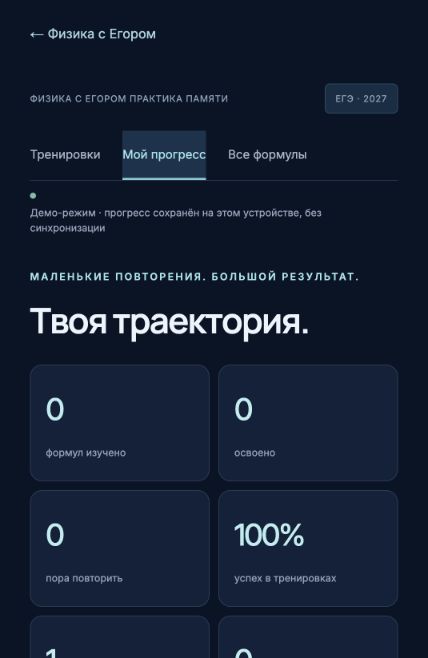 ← Физика с Егором
ФИЗИКА С ЕГОРОМ ПРАКТИКА ПАМЯТИ
ЕГЭ · 2027
Тренировки Мой прогресс Все формулы
Демо-режим · прогресс сохранён на этом устройстве, без
синхронизации
МАЛЕНЬКИЕ ПОВТОРЕНИЯ. БОЛЬШОЙ РЕЗУЛЬТАТ.
Твоя траектория.
0
формул изучено
0
освоено
0
пора повторить
100%
успех в тренировках